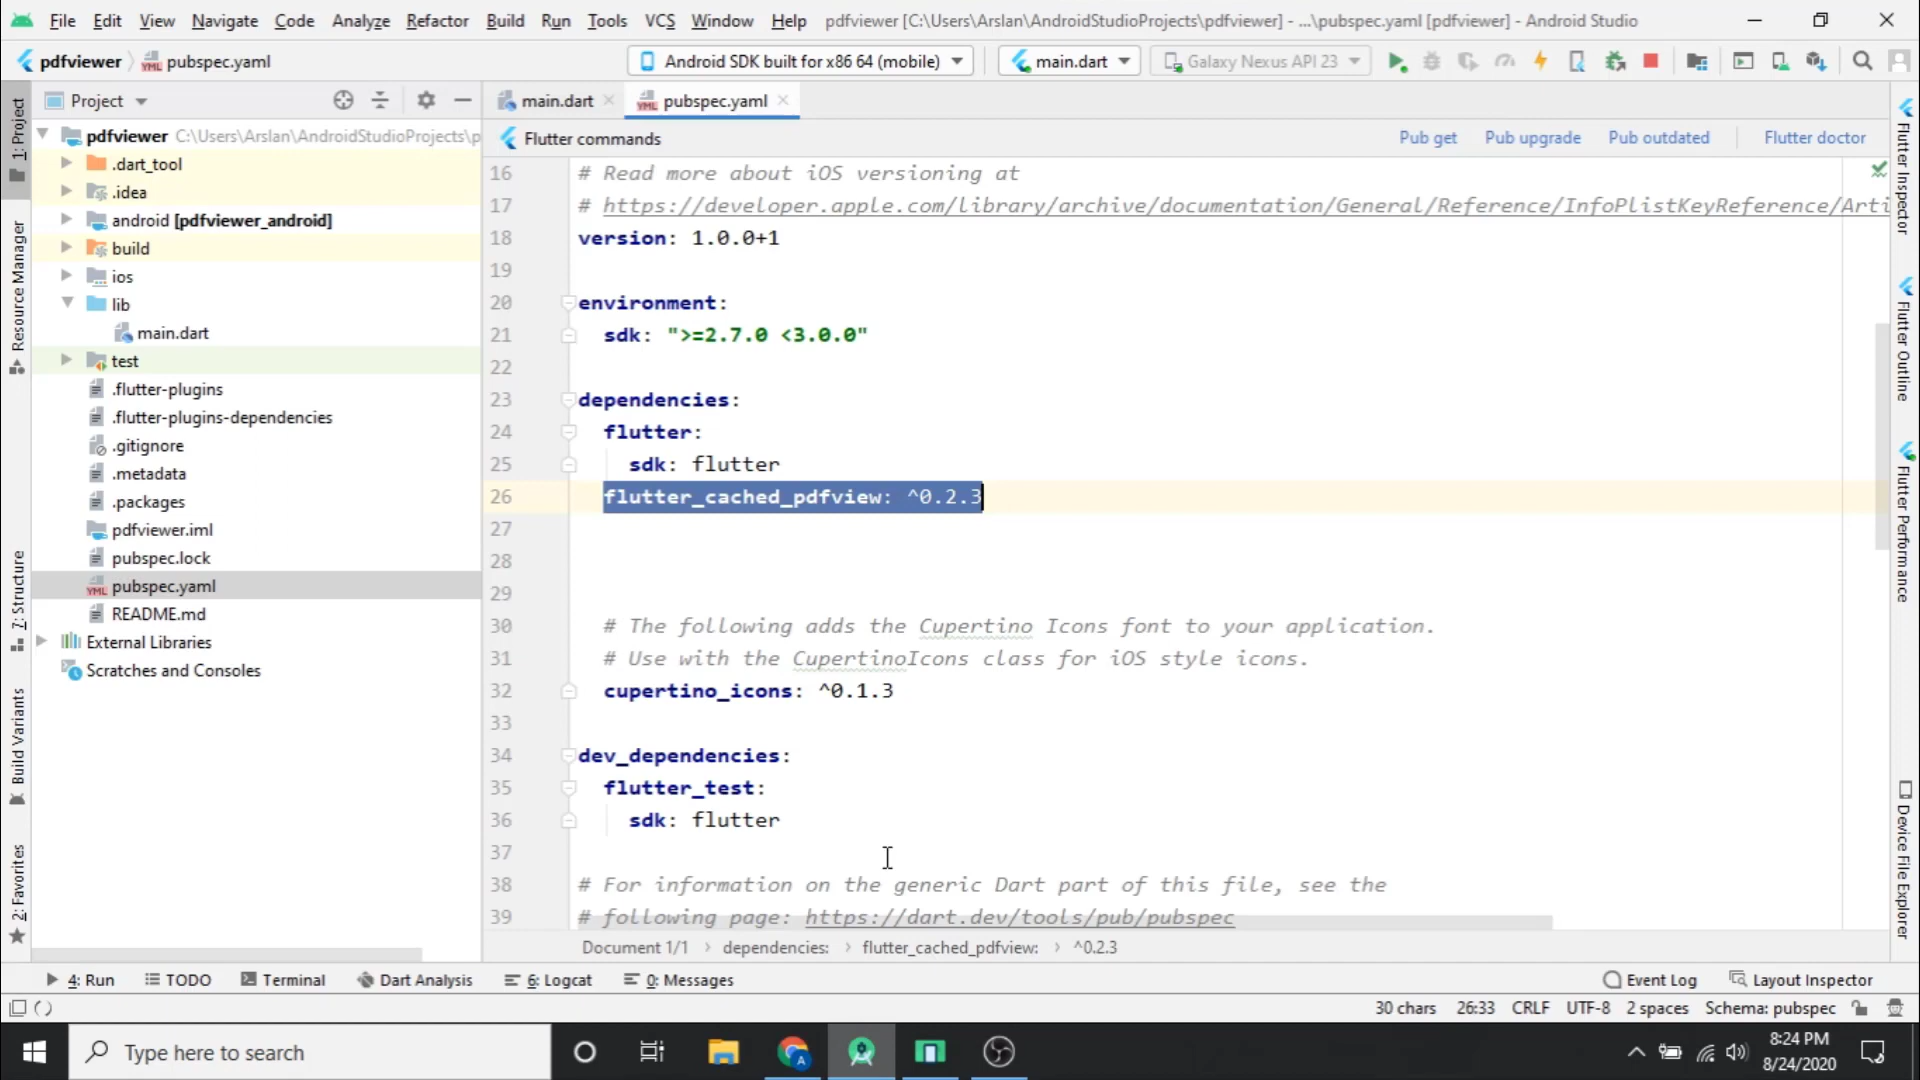 File Edit View Navigate Code Analyze Refactor Build Run Tools VCS Window Help pdfviewer [C:\Users\Arslan\AndroidStudioProjects\pdfviewer] - ...\pubspec.yaml [pdfviewer] - Android Studio
pdfviewer pubspec.yaml Android SDK built for x86 64 (mobile) main.dart Galaxy Nexus API 23
Project
main.dart
pubspec.yaml
1: Project
Resource Manager
7: Structure
Build Variants
2: Favorites
pdfviewer C:\Users\Arslan\AndroidStudioProjects\p
.dart_tool
.idea
android [pdfviewer_android]
build
ios
lib
main.dart
test
.flutter-plugins
.flutter-plugins-dependencies
.gitignore
.metadata
.packages
pdfviewer.iml
pubspec.lock
YML pubspec.yaml
README.md
External Libraries
Scratches and Consoles
Flutter commands Pub get Pub upgrade Pub outdated Flutter doctor
16 # Read more about iOS versioning at
17 # https://developer.apple.com/library/archive/documentation/General/Reference/InfoPlistKeyReference/Arti
18 version: 1.0.0+1
19
20 environment:
21 sdk: ">=2.7.0 <3.0.0"
22
23 dependencies:
24 flutter:
25 sdk: flutter
26 flutter_cached_pdfview: ^0.2.3
27
28
29
30 # The following adds the Cupertino Icons font to your application.
31 # Use with the CupertinoIcons class for iOS style icons.
32 cupertino_icons: ^0.1.3
33
34 dev_dependencies:
35 flutter_test:
36 sdk: flutter
37
38 # For information on the generic Dart part of this file, see the
39 # following page: https://dart.dev/tools/pub/pubspec
Document 1/1 › dependencies: › flutter_cached_pdfview: › ^0.2.3
Flutter Inspector
Flutter Outline
Flutter Performance
Device File Explorer
4: Run TODO Terminal Dart Analysis 6: Logcat 0: Messages Event Log Layout Inspector
30 chars 26:33 CRLF UTF-8 2 spaces Schema: pubspec
Type here to search
A
8:24 PM
8/24/2020